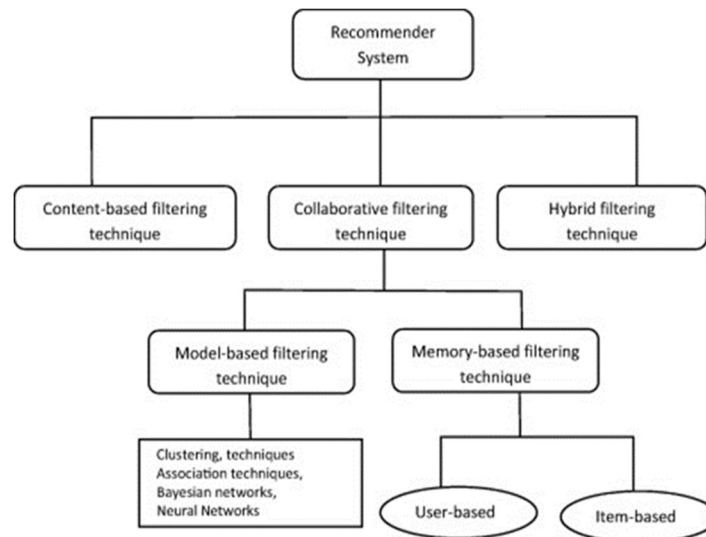 Recommender
System
Content-based filtering
technique
Collaborative filtering
technique
Hybrid filtering
technique
Model-based filtering
technique
Memory-based filtering
technique
Clustering, techniques
Association techniques,
Bayesian networks,
Neural Networks
User-based
Item-based